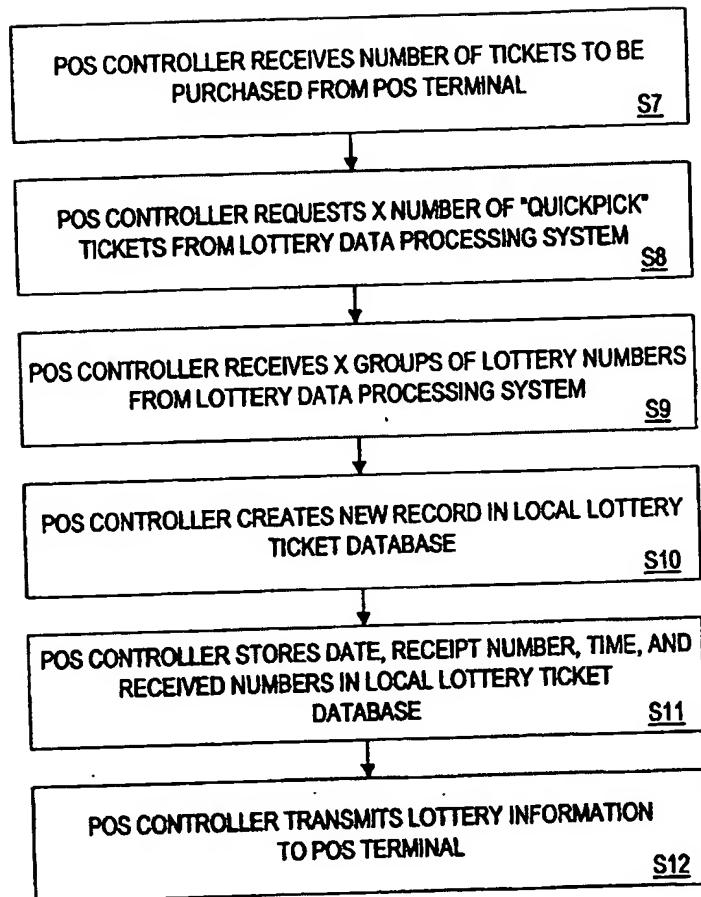 POS CONTROLLER RECEIVES NUMBER OF TICKETS TO BE
PURCHASED FROM POS TERMINAL
S7
POS CONTROLLER REQUESTS X NUMBER OF "QUICKPICK"
TICKETS FROM LOTTERY DATA PROCESSING SYSTEM
S8
POS CONTROLLER RECEIVES X GROUPS OF LOTTERY NUMBERS
FROM LOTTERY DATA PROCESSING SYSTEM
S9
POS CONTROLLER CREATES NEW RECORD IN LOCAL LOTTERY
TICKET DATABASE
S10
POS CONTROLLER STORES DATE, RECEIPT NUMBER, TIME, AND
RECEIVED NUMBERS IN LOCAL LOTTERY TICKET
DATABASE
S11
POS CONTROLLER TRANSMITS LOTTERY INFORMATION
TO POS TERMINAL
S12